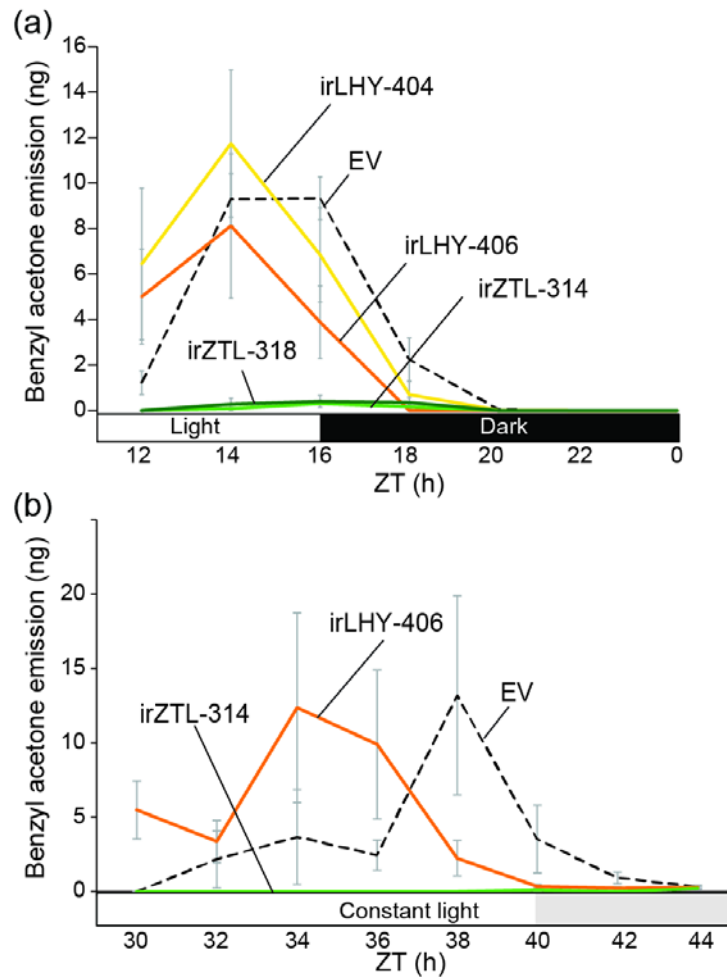 (a)
Benzyl acetone emission (ng)
16
14
12
10
8
6
4
2
0
irLHY-404
EV
irLHY-406
irZTL-314
irZTL-318
Light
Dark
12 14 16 18 20 22 0
ZT (h)
(b)
Benzyl acetone emission (ng)
20
15
10
5
0
irLHY-406
EV
irZTL-314
Constant light
30 32 34 36 38 40 42 44
ZT (h)